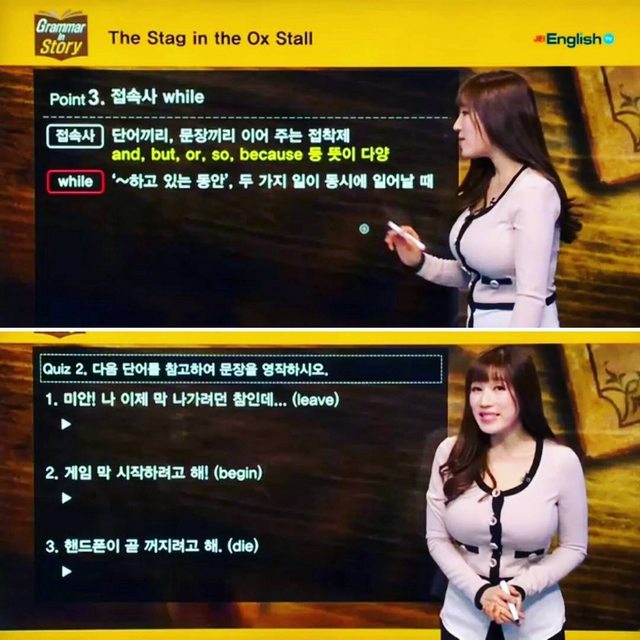 Grammar
in
Story
The Stag in the Ox Stall
JEI English TV
Point 3. 접속사 while
접속사 단어끼리, 문장끼리 이어 주는 접착제
and, but, or, so, because 등 뜻이 다양
while '~하고 있는 동안', 두 가지 일이 동시에 일어날 때
Quiz 2. 다음 단어를 참고하여 문장을 영작하시오.
1. 미안! 나 이제 막 나가려던 참인데... (leave)
▶
2. 게임 막 시작하려고 해! (begin)
▶
3. 핸드폰이 곧 꺼지려고 해. (die)
▶